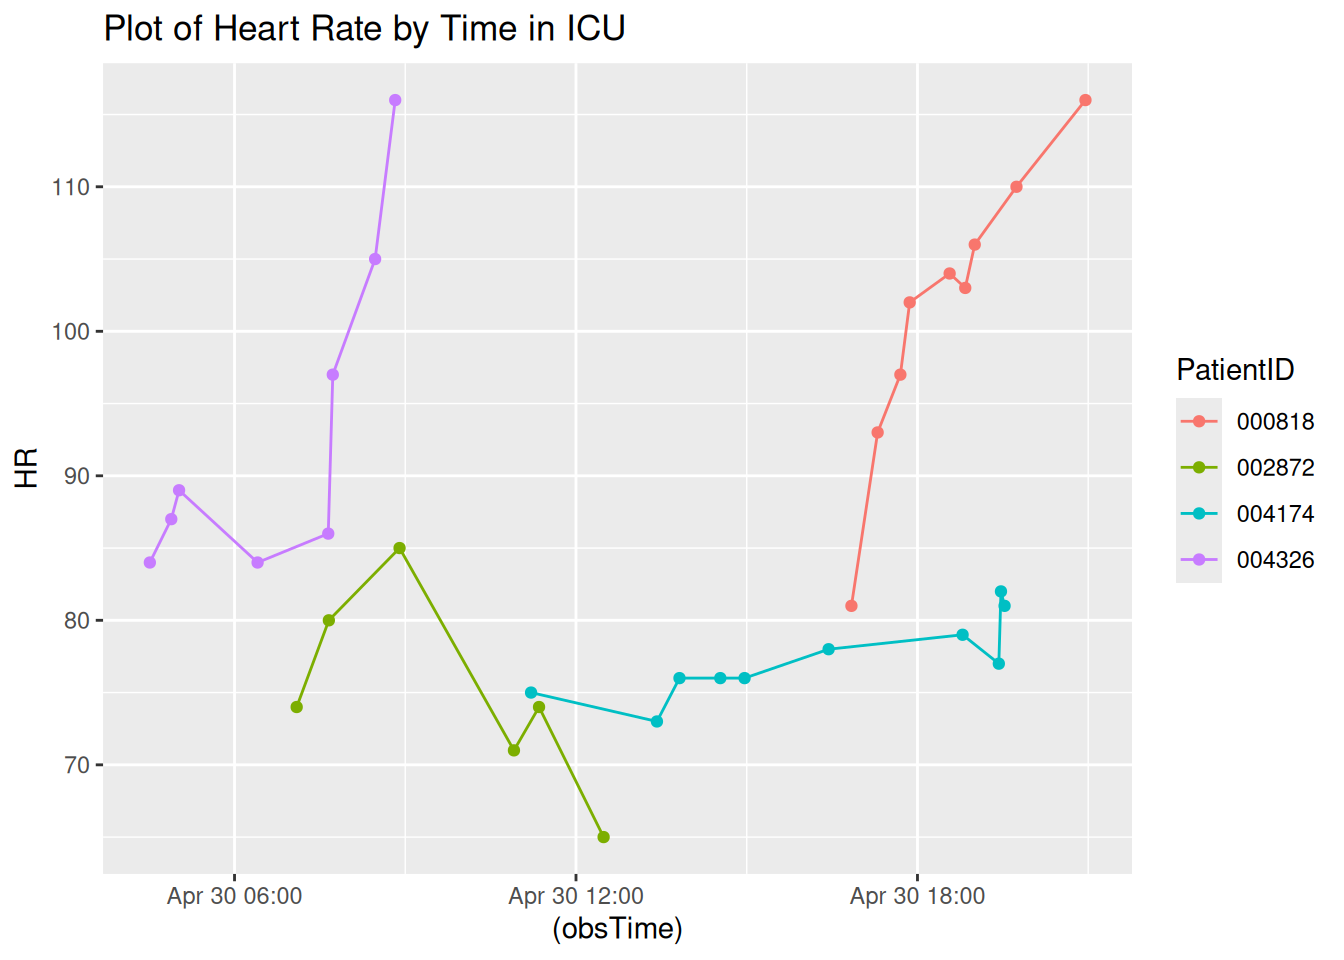 Plot of Heart Rate by Time in ICU
110
100
90
80
70
HR
Apr 30 06:00
Apr 30 12:00
Apr 30 18:00
(obsTime)
PatientID
000818
002872
004174
004326